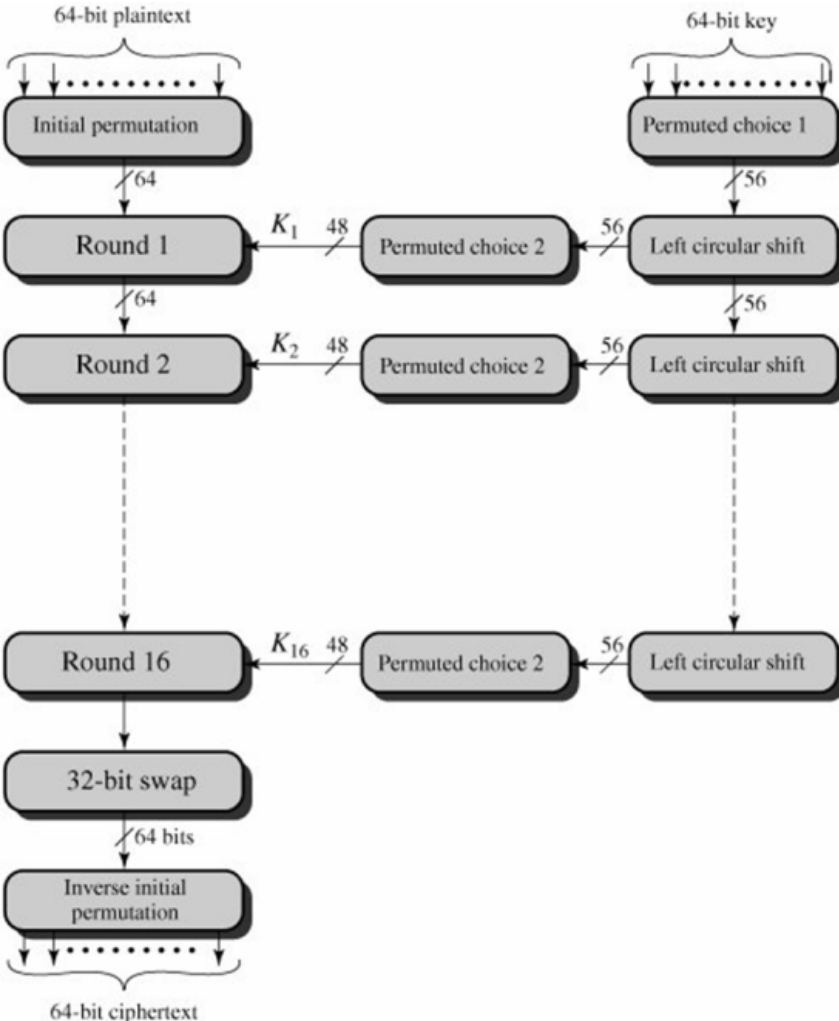 64-bit plaintext
64-bit key
Initial permutation
Permuted choice 1
64
56
Round 1
K1
48
Permuted choice 2
56
Left circular shift
64
56
Round 2
K2
48
Permuted choice 2
56
Left circular shift
Round 16
K16
48
Permuted choice 2
56
Left circular shift
32-bit swap
64 bits
Inverse initial
permutation
64-bit ciphertext